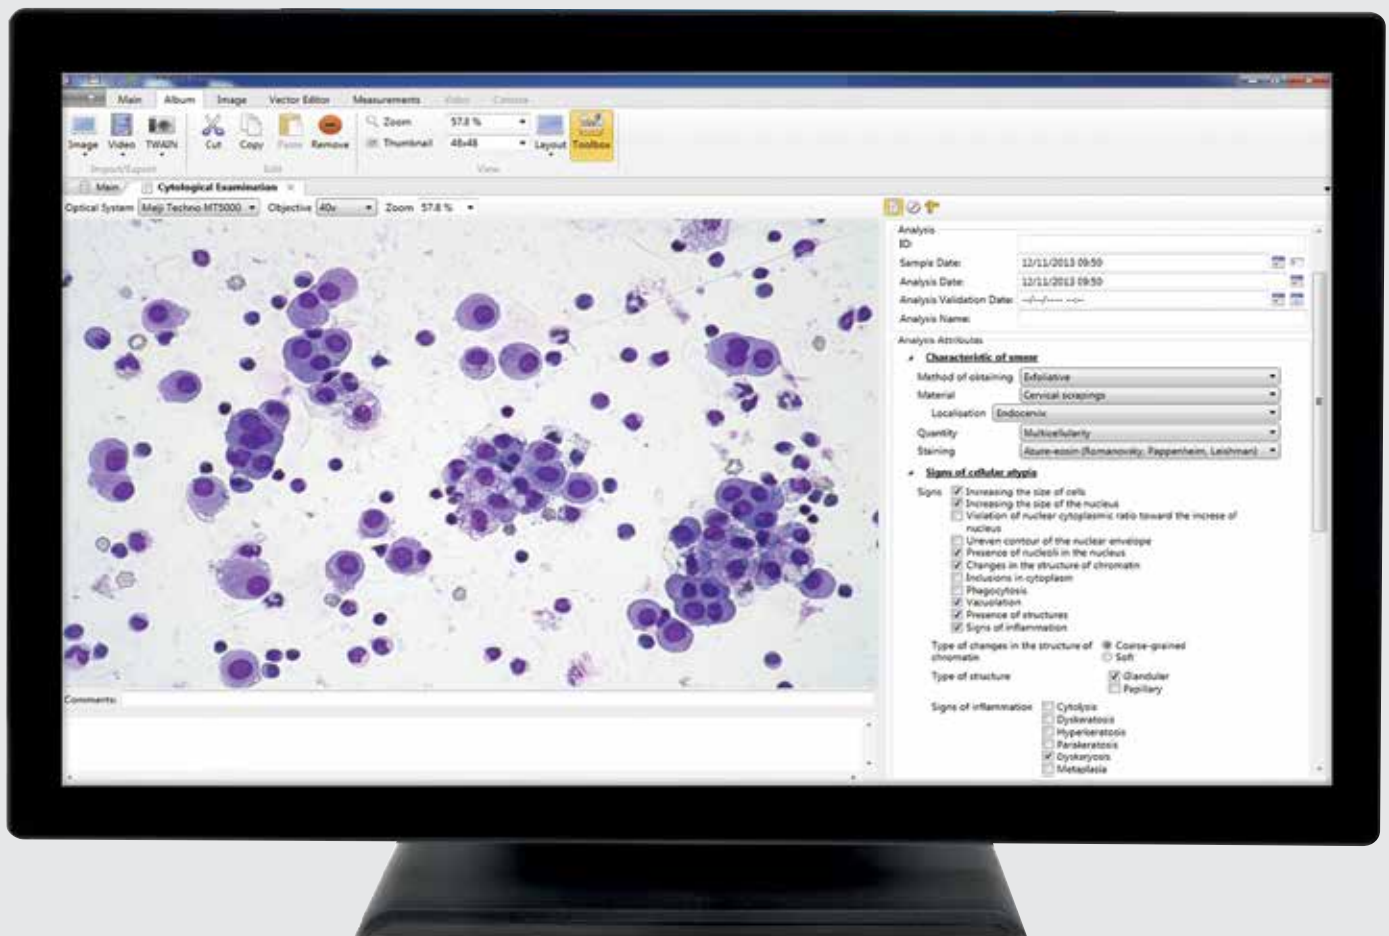 Main Album Image Vector Editor Measurements Video Camera
Image Video TWAIN Cut Copy Paste Remove Zoom 57.8 % Layout Toolbox
Thumbnail 48x48
Import/Export Edit View
Main Cytological Examination
Optical System Meiji Techno MT5000 Objective 40x Zoom 57.8 %
Comments:
Analysis
ID:
Sample Date: 12/11/2013 09:50
Analysis Date: 12/11/2013 09:50
Analysis Validation Date: --/--/---- --:--
Analysis Name:
Analysis Attributes
Characteristic of smear
Method of obtaining Exfoliative
Material Cervical scrapings
Localisation Endocervix
Quantity Multicellularity
Staining Azure-eosin (Romanovsky, Pappenheim, Leishman)
Signs of cellular atypia
Signs Increasing the size of cells
Increasing the size of the nucleus
Violation of nuclear cytoplasmic ratio toward the increse of
nucleus
Uneven contour of the nuclear envelope
Presence of nucleoli in the nucleus
Changes in the structure of chromatin
Inclusions in cytoplasm
Phagocytosis
Vacuolation
Presence of structures
Signs of inflammation
Type of changes in the structure of Coarse-grained
chromatin Soft
Type of structure Glandular
Papillary
Signs of inflammation Cytolysis
Dyskeratosis
Hyperkeratosis
Parakeratosis
Dyskaryosis
Metaplasia